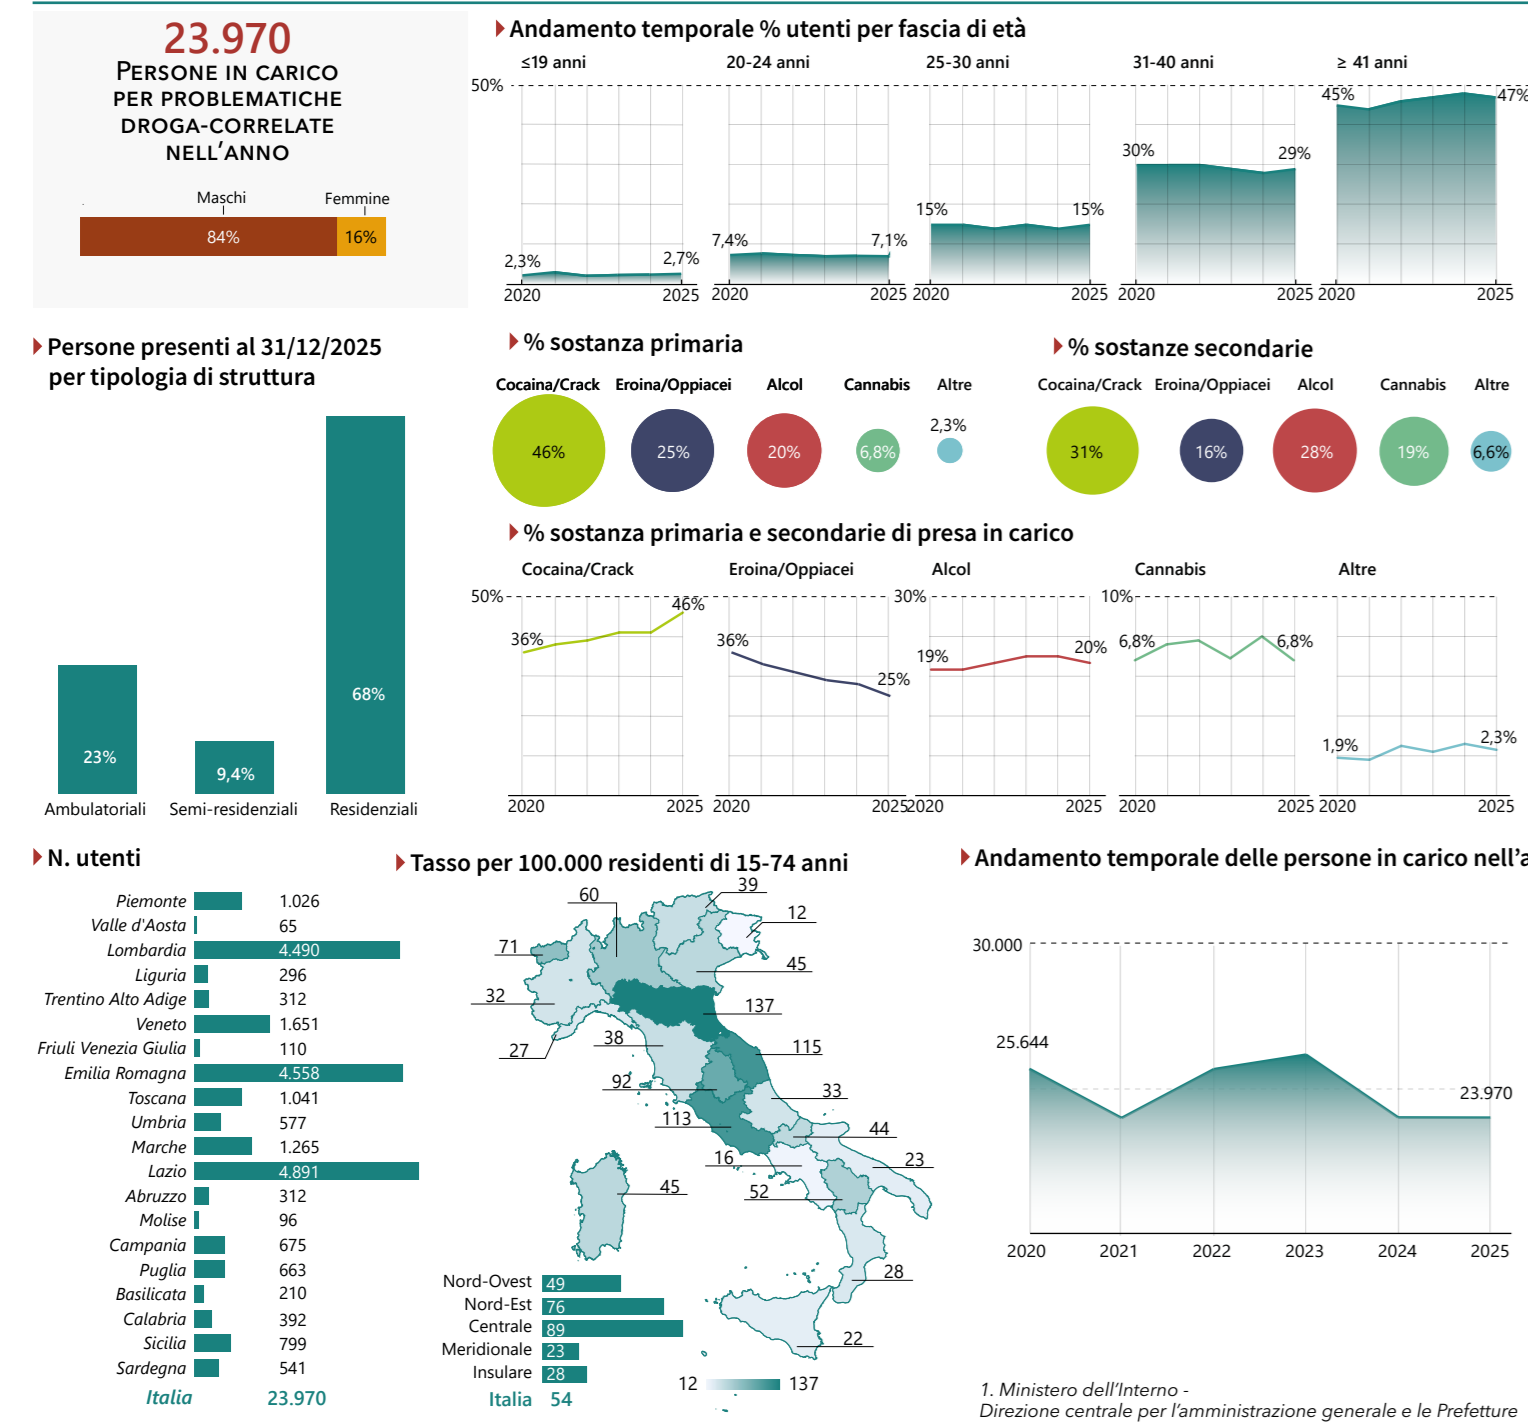 23.970
PERSONE IN CARICO
PER PROBLEMATICHE
DROGA-CORRELATE
NELL'ANNO
Maschi Femmine
84% 16%
Andamento temporale % utenti per fascia di età
≤19 anni 20-24 anni 25-30 anni 31-40 anni ≥ 41 anni
50%
2,3% 2,7% 7,4% 7,1% 15% 15% 30% 29% 45% 47%
2020 2025 2020 2025 2020 2025 2020 2025 2020 2025
Persone presenti al 31/12/2025
per tipologia di struttura
23% 9,4% 68%
Ambulatoriali Semi-residenziali Residenziali
% sostanza primaria
Cocaina/Crack Eroina/Oppiacei Alcol Cannabis Altre
46% 25% 20% 6,8% 2,3%
% sostanze secondarie
Cocaina/Crack Eroina/Oppiacei Alcol Cannabis Altre
31% 16% 28% 19% 6,6%
% sostanza primaria e secondarie di presa in carico
Cocaina/Crack Eroina/Oppiacei Alcol Cannabis Altre
50% 30% 10%
36% 46% 36% 25% 19% 20% 6,8% 6,8% 1,9% 2,3%
2020 2025 2020 2025 2020 2025 2020 2025 2020 2025
N. utenti
Piemonte 1.026
Valle d'Aosta 65
Lombardia 4.490
Liguria 296
Trentino Alto Adige 312
Veneto 1.651
Friuli Venezia Giulia 110
Emilia Romagna 4.558
Toscana 1.041
Umbria 577
Marche 1.265
Lazio 4.891
Abruzzo 312
Molise 96
Campania 675
Puglia 663
Basilicata 210
Calabria 392
Sicilia 799
Sardegna 541
Italia 23.970
Tasso per 100.000 residenti di 15-74 anni
39
60
12
71
45
32
137
38
27
115
92
33
113
44
16
23
45
52
28
22
Nord-Ovest 49
Nord-Est 76
Centrale 89
Meridionale 23
Insulare 28
Italia 54
12 137
Andamento temporale delle persone in carico nell'a
30.000
25.644
23.970
2020 2021 2022 2023 2024 2025
1. Ministero dell'Interno -
Direzione centrale per l'amministrazione generale e le Prefetture